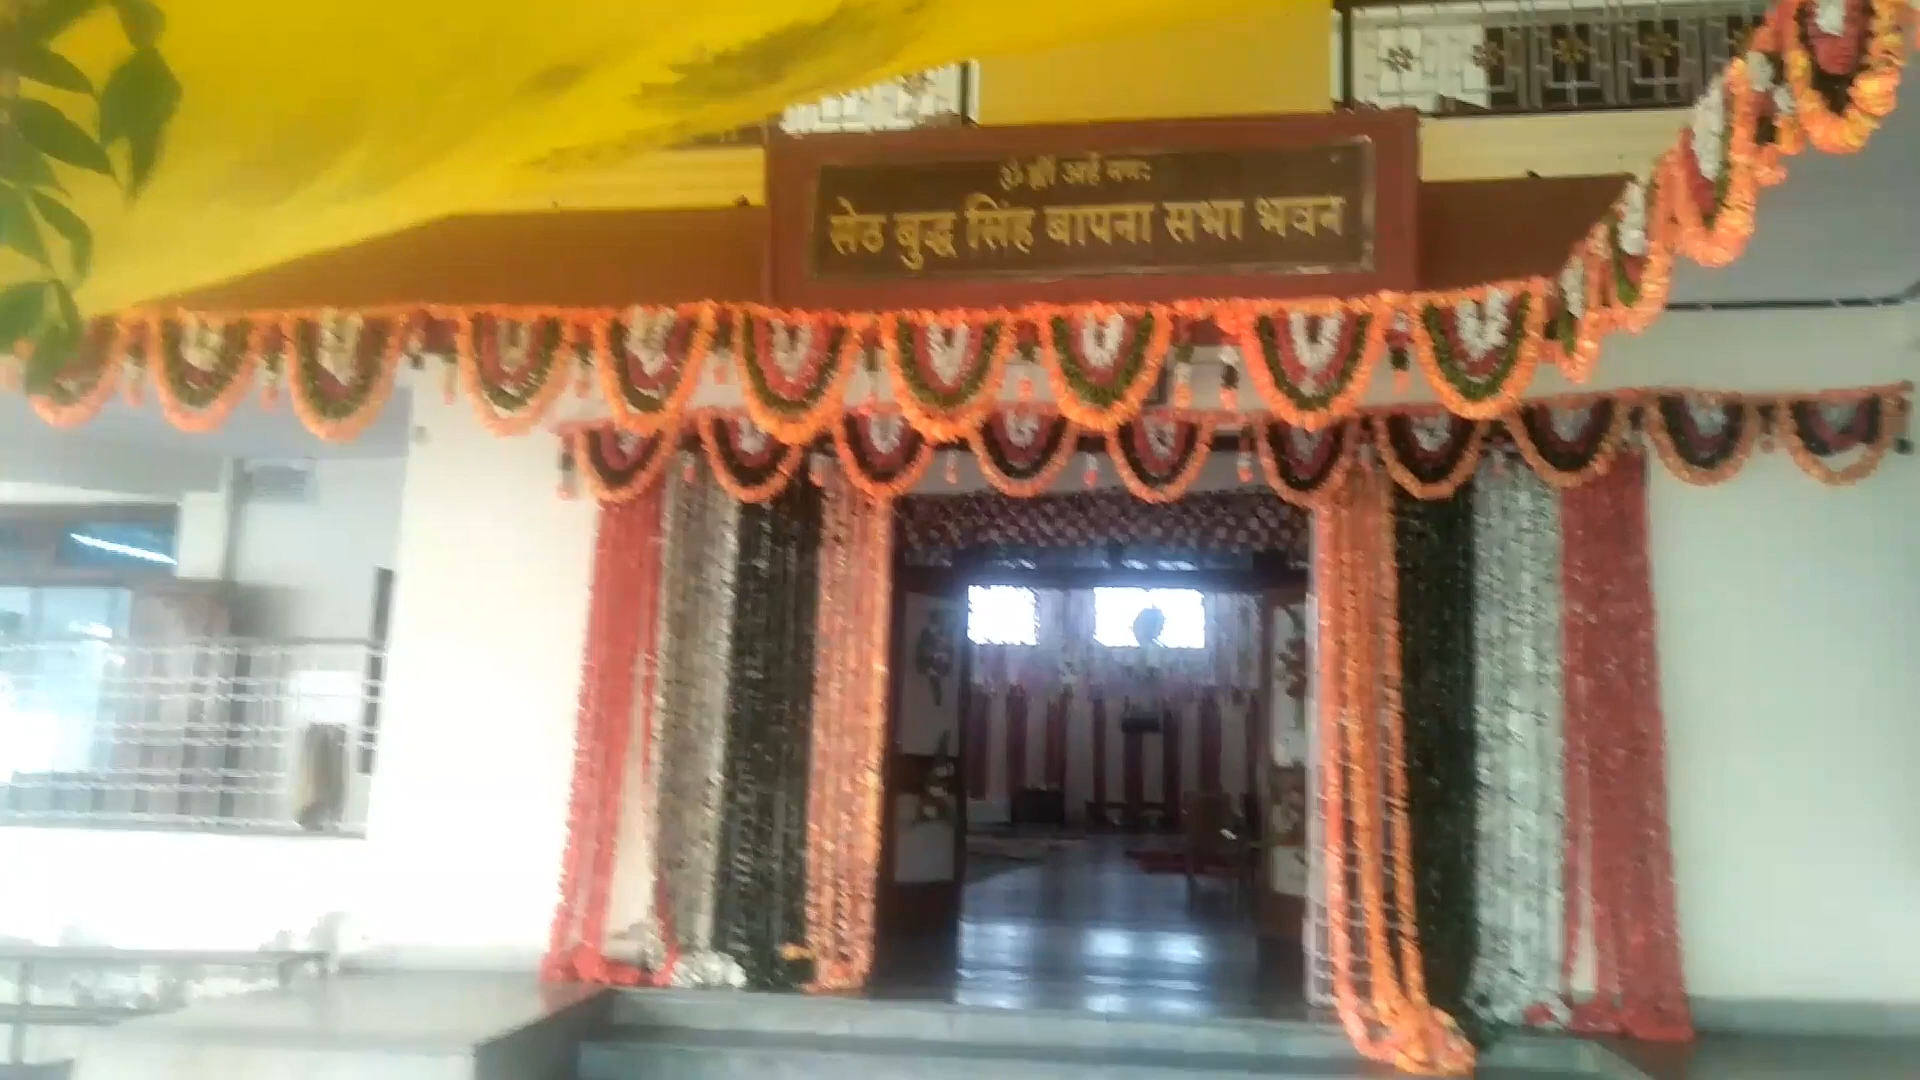 ॐ ह्रीं अर्हं नमः
सेठ बुद्ध सिंह बापना सभा भवन